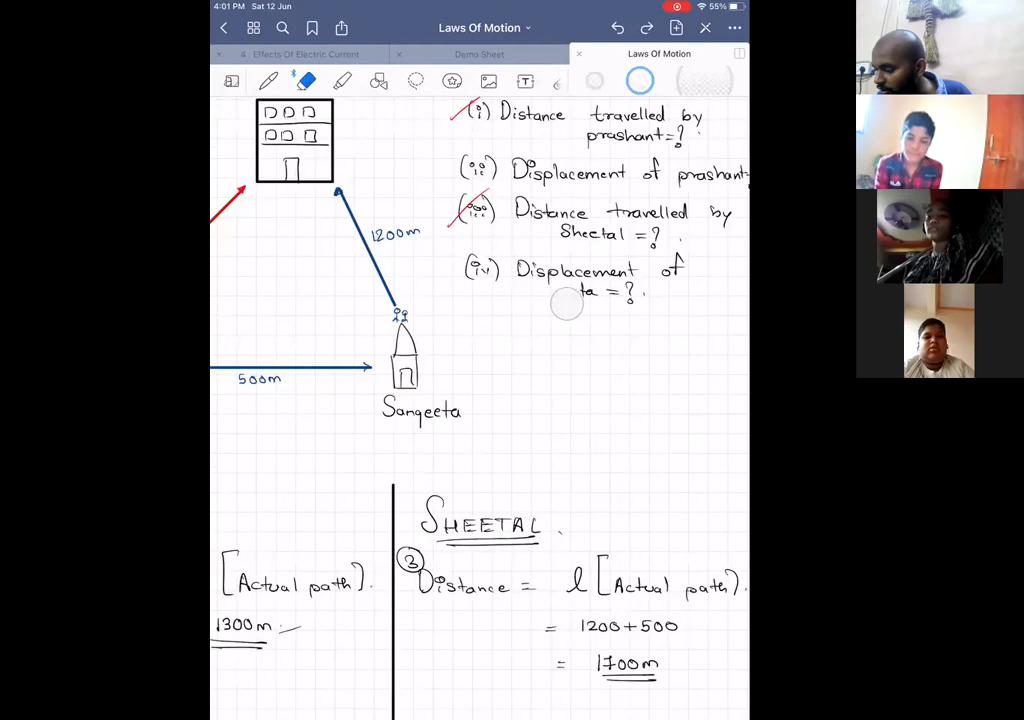 4:01 PM Sat 12 Jun
55%
Laws Of Motion
4 . Effects Of Electric Current
Demo Sheet
Laws Of Motion
T
(i) Distance travelled by
prashant=?
(ii) Displacement of prashant=
(iii) Distance travelled by
Sheetal = ?
(iv) Displacement of
ta = ?
1200m
500m
Sangeeta
SHEETAL
[Actual path).
1300m
3
Distance = l [Actual path).
= 1200+500
= 1700m